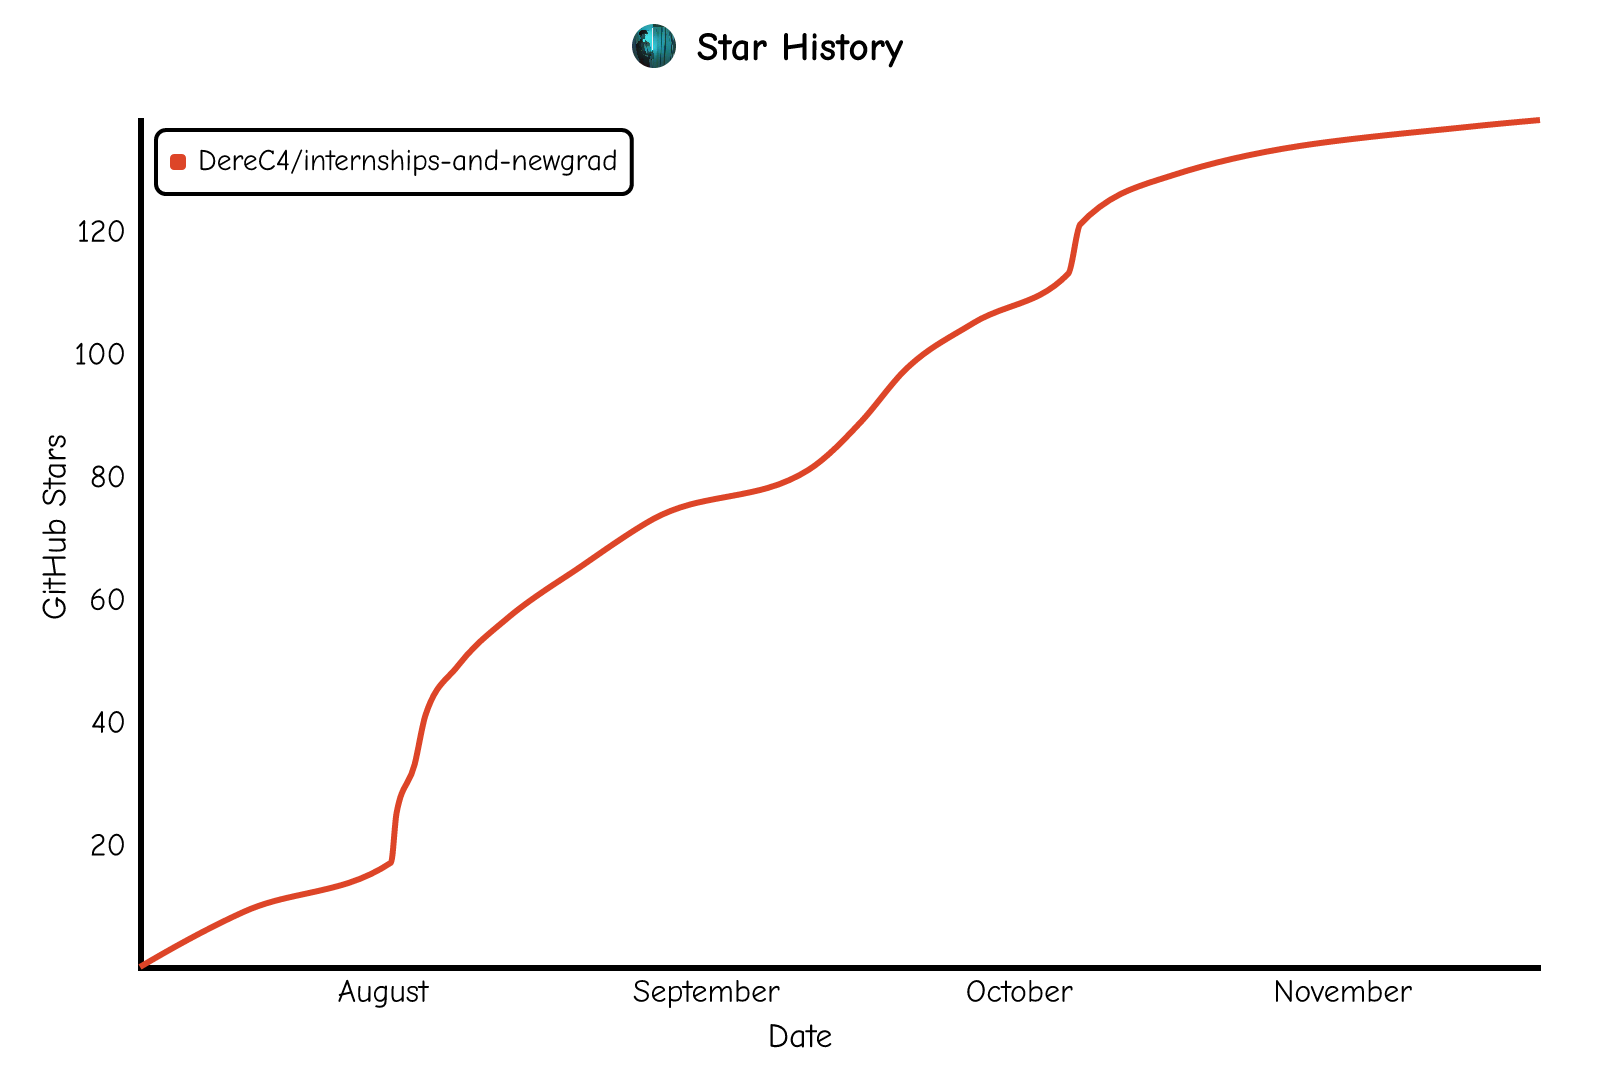 Star History
DereC4/internships-and-newgrad
120
100
80
60
40
20
GitHub Stars
August September October November
Date